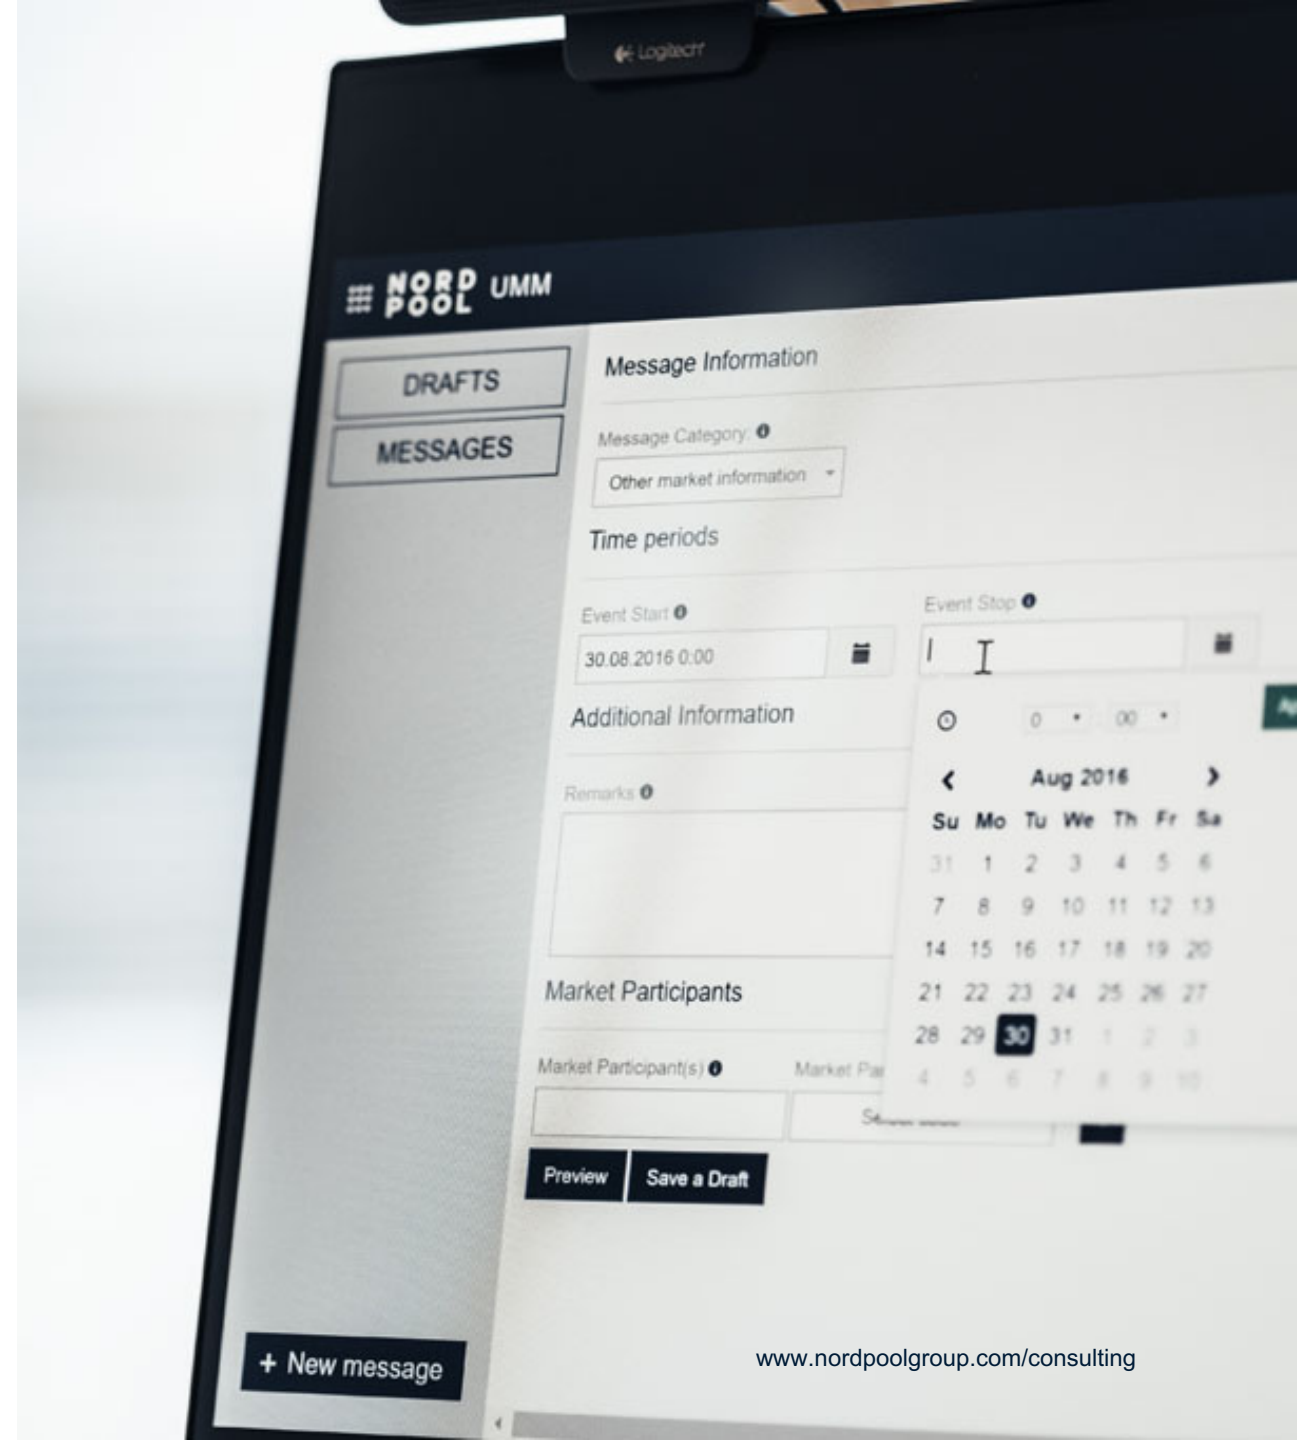 Logitech
NORD
POOL
UMM
DRAFTS
MESSAGES
Message Information
Message Category:
Other market information
Time periods
Event Start
Event Stop
30.08.2016 0:00
Additional Information
0 00
Aug 2016
Su Mo Tu We Th Fr Sa
31 1 2 3 4 5 6
7 8 9 10 11 12 13
14 15 16 17 18 19 20
21 22 23 24 25 26 27
28 29 30 31 1 2 3
4 5 6 7 8 9 10
Remarks
Market Participants
Market Participant(s)
Market
Preview
Save a Draft
+ New message
www.nordpoolgroup.com/consulting